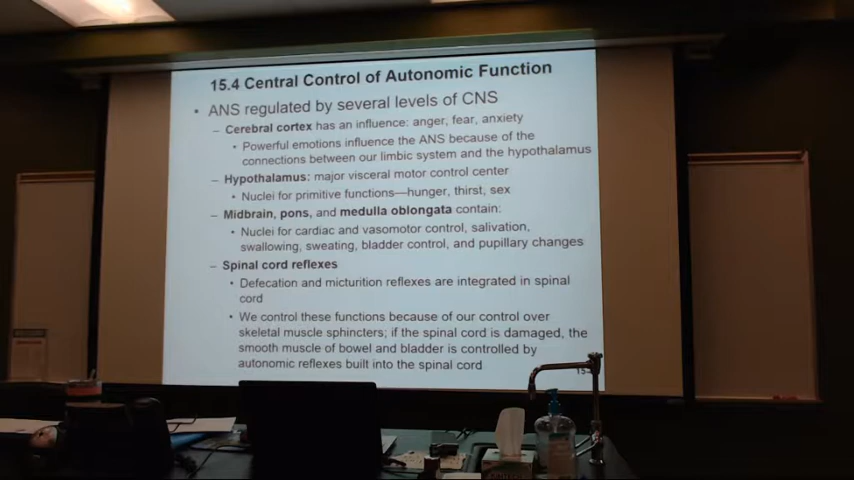 15.4 Central Control of Autonomic Function
• ANS regulated by several levels of CNS
– Cerebral cortex has an influence: anger, fear, anxiety
• Powerful emotions influence the ANS because of the
connections between our limbic system and the hypothalamus
– Hypothalamus: major visceral motor control center
• Nuclei for primitive functions—hunger, thirst, sex
– Midbrain, pons, and medulla oblongata contain:
• Nuclei for cardiac and vasomotor control, salivation,
swallowing, sweating, bladder control, and pupillary changes
– Spinal cord reflexes
• Defecation and micturition reflexes are integrated in spinal
cord
• We control these functions because of our control over
skeletal muscle sphincters; if the spinal cord is damaged, the
smooth muscle of bowel and bladder is controlled by
autonomic reflexes built into the spinal cord